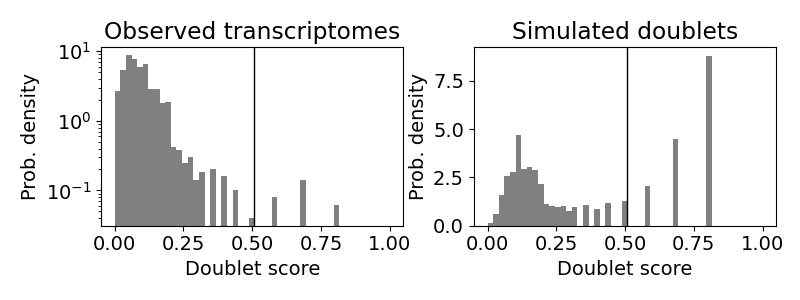 Observed transcriptomes
Prob. density
10¹
10⁰
10⁻¹
0.00 0.25 0.50 0.75 1.00
Doublet score
Simulated doublets
Prob. density
7.5
5.0
2.5
0.0
0.00 0.25 0.50 0.75 1.00
Doublet score